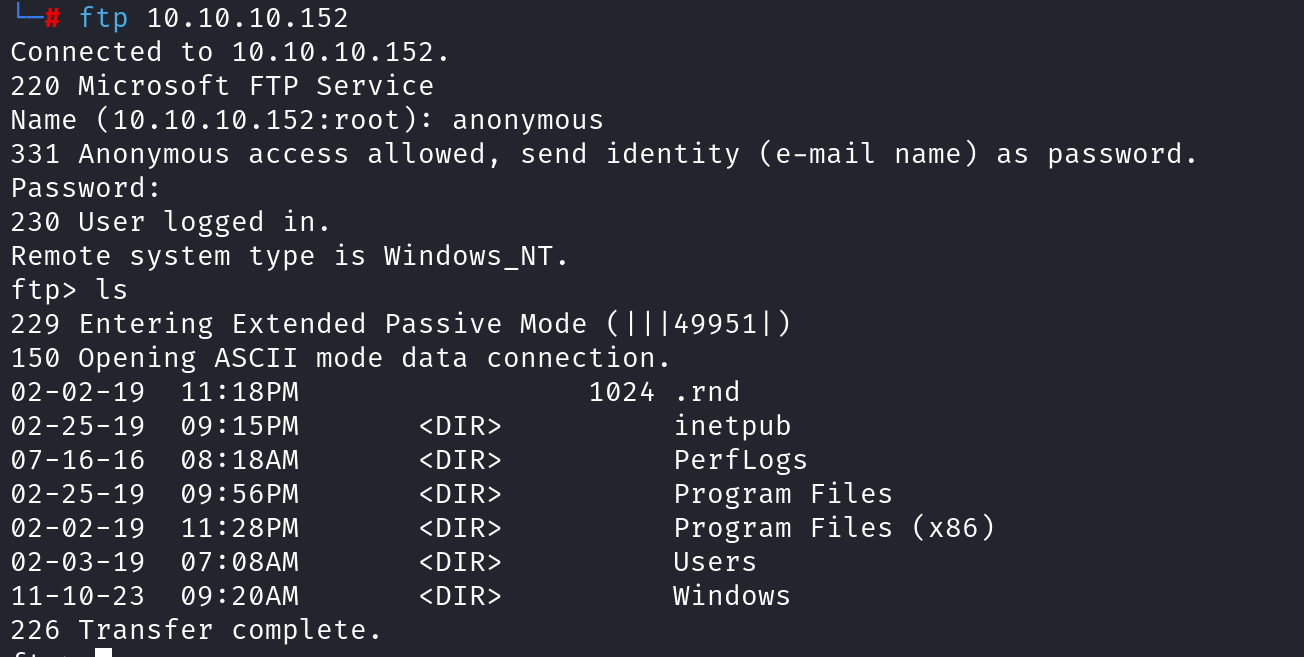 └─# ftp 10.10.10.152
Connected to 10.10.10.152.
220 Microsoft FTP Service
Name (10.10.10.152:root): anonymous
331 Anonymous access allowed, send identity (e-mail name) as password.
Password:
230 User logged in.
Remote system type is Windows_NT.
ftp> ls
229 Entering Extended Passive Mode (|||49951|)
150 Opening ASCII mode data connection.
02-02-19  11:18PM                 1024 .rnd
02-25-19  09:15PM       <DIR>          inetpub
07-16-16  08:18AM       <DIR>          PerfLogs
02-25-19  09:56PM       <DIR>          Program Files
02-02-19  11:28PM       <DIR>          Program Files (x86)
02-03-19  07:08AM       <DIR>          Users
11-10-23  09:20AM       <DIR>          Windows
226 Transfer complete.